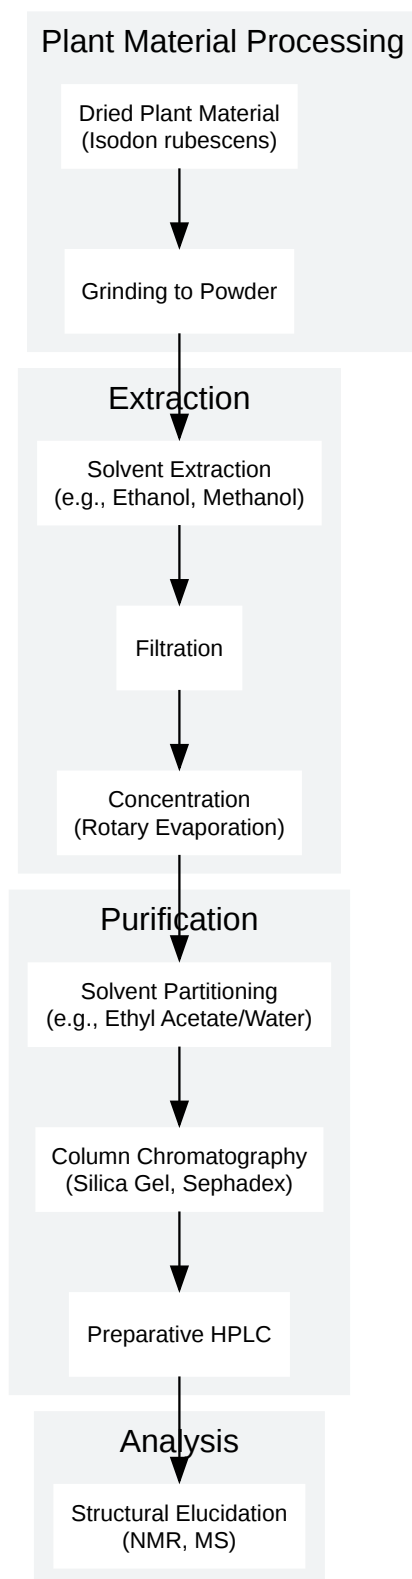 Plant Material Processing
Dried Plant Material
(Isodon rubescens)
Grinding to Powder
Extraction
Solvent Extraction
(e.g., Ethanol, Methanol)
Filtration
Concentration
(Rotary Evaporation)
Purification
Solvent Partitioning
(e.g., Ethyl Acetate/Water)
Column Chromatography
(Silica Gel, Sephadex)
Preparative HPLC
Analysis
Structural Elucidation
(NMR, MS)